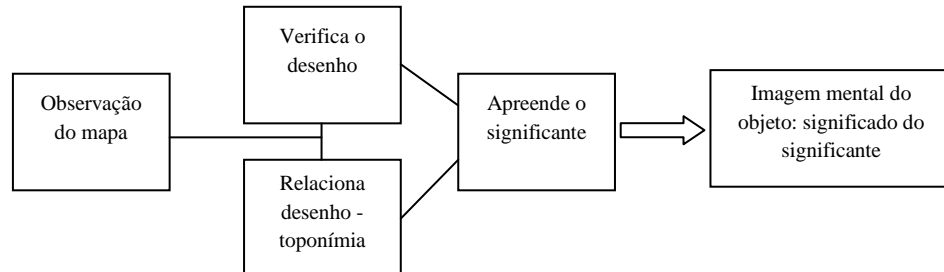 Observação
do mapa
Verifica o
desenho
Relaciona
desenho -
toponímia
Apreende o
significante
Imagem mental do
objeto: significado do
significante